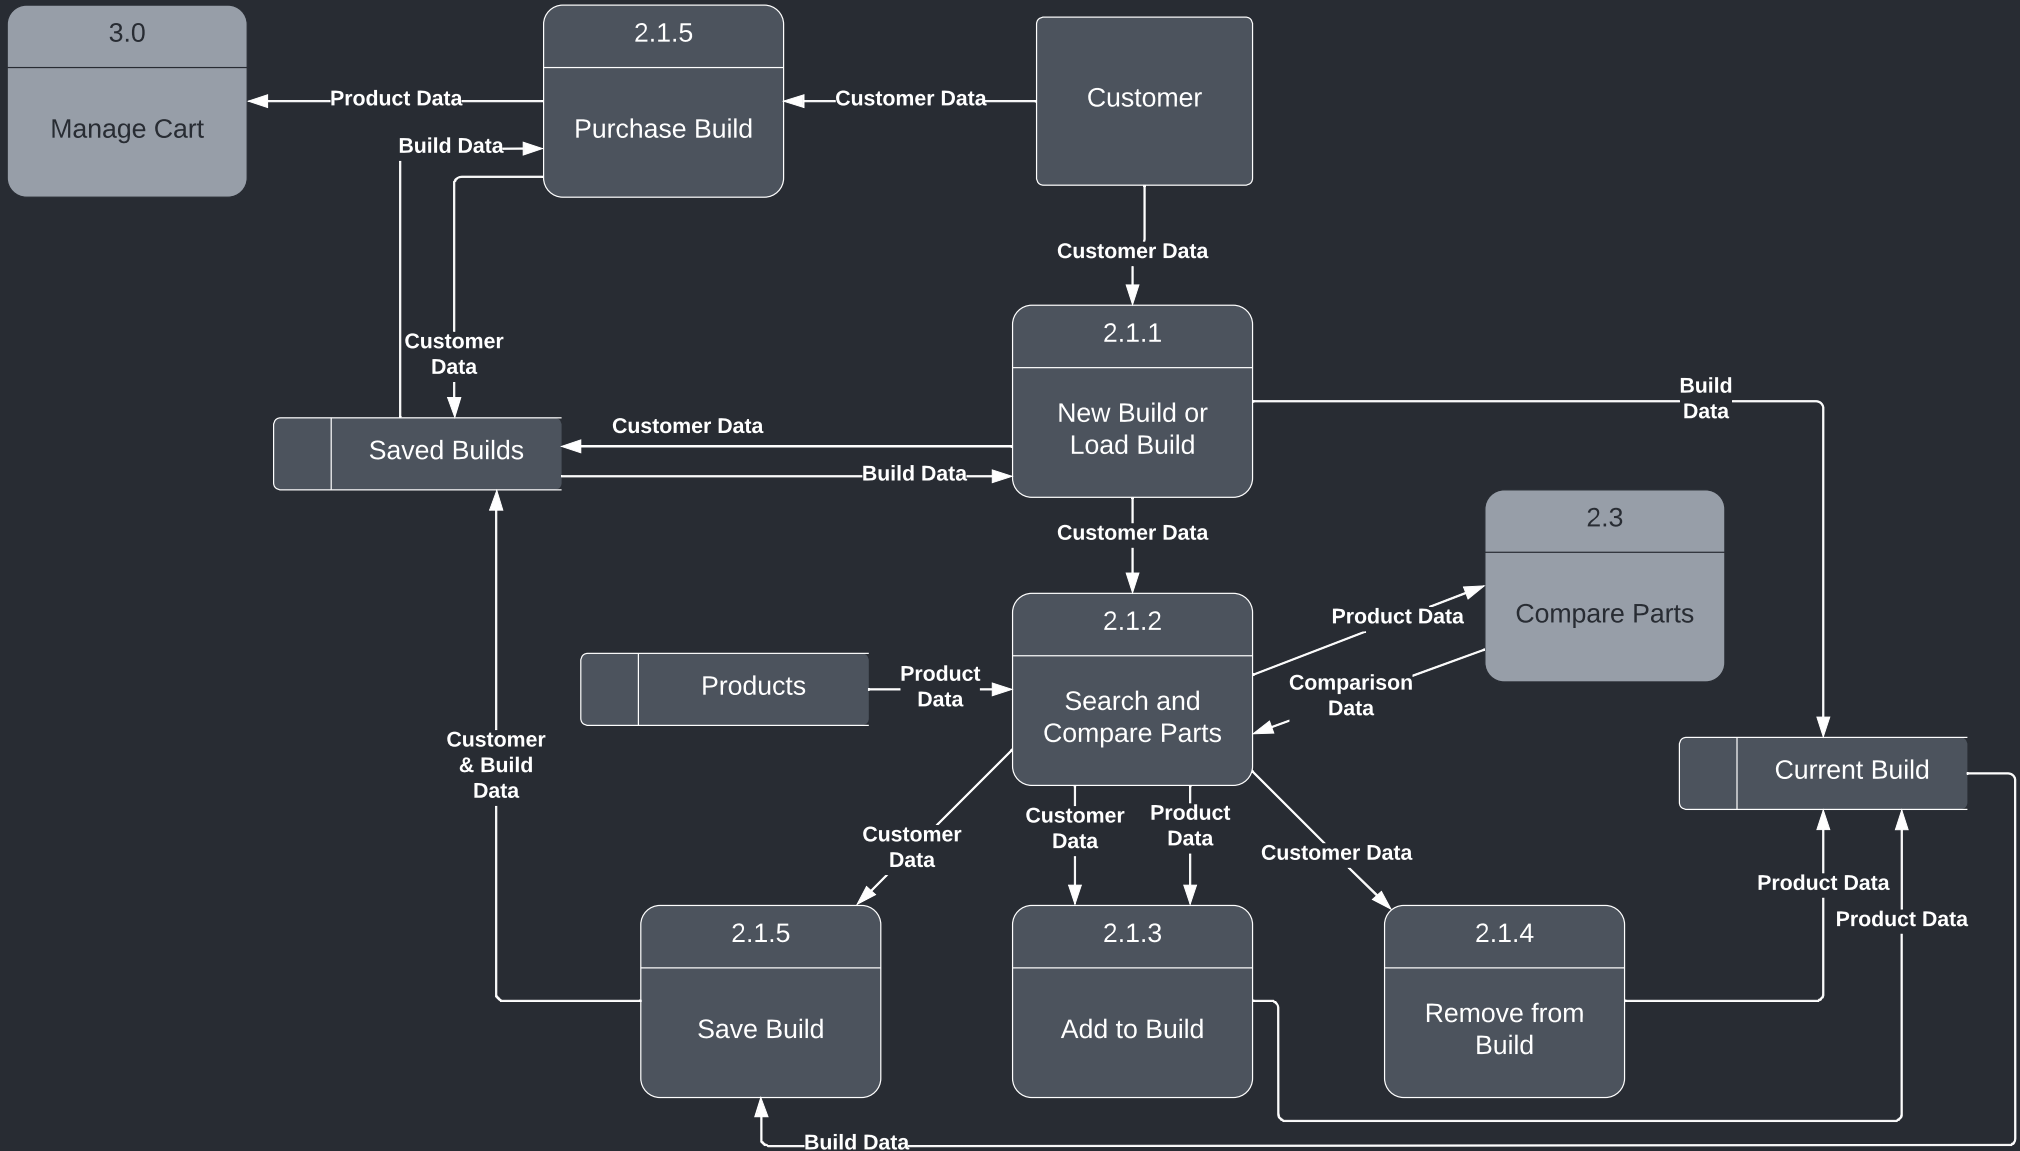 3.0
Manage Cart
Product Data
2.1.5
Purchase Build
Customer Data
Customer
Build Data
Customer Data
Customer
Data
2.1.1
New Build or
Load Build
Build
Data
Saved Builds
Customer Data
Build Data
Customer Data
2.3
Compare Parts
2.1.2
Search and
Compare Parts
Product Data
Comparison
Data
Products
Product
Data
Customer
& Build
Data
Current Build
Customer
Data
Customer
Data
Product
Data
Customer Data
Product Data
Product Data
2.1.5
Save Build
2.1.3
Add to Build
2.1.4
Remove from
Build
Build Data